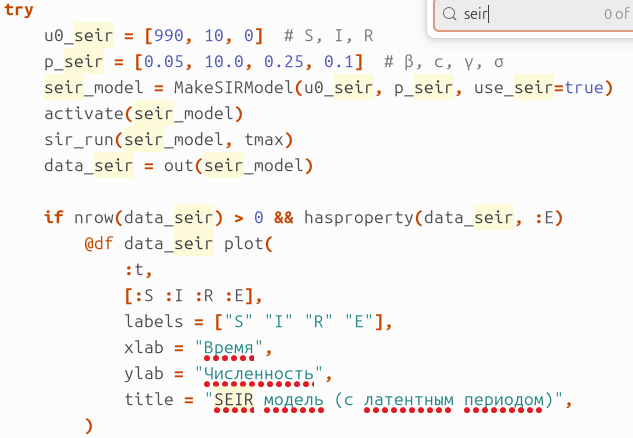 try
seir
0 of
u0_seir = [990, 10, 0]  # S, I, R
p_seir = [0.05, 10.0, 0.25, 0.1]  # β, c, γ, σ
seir_model = MakeSIRModel(u0_seir, p_seir, use_seir=true)
activate(seir_model)
sir_run(seir_model, tmax)
data_seir = out(seir_model)
if nrow(data_seir) > 0 && hasproperty(data_seir, :E)
@df data_seir plot(
:t,
[:S :I :R :E],
labels = ["S" "I" "R" "E"],
xlab = "Время",
ylab = "Численность",
title = "SEIR модель (с латентным периодом)",
)